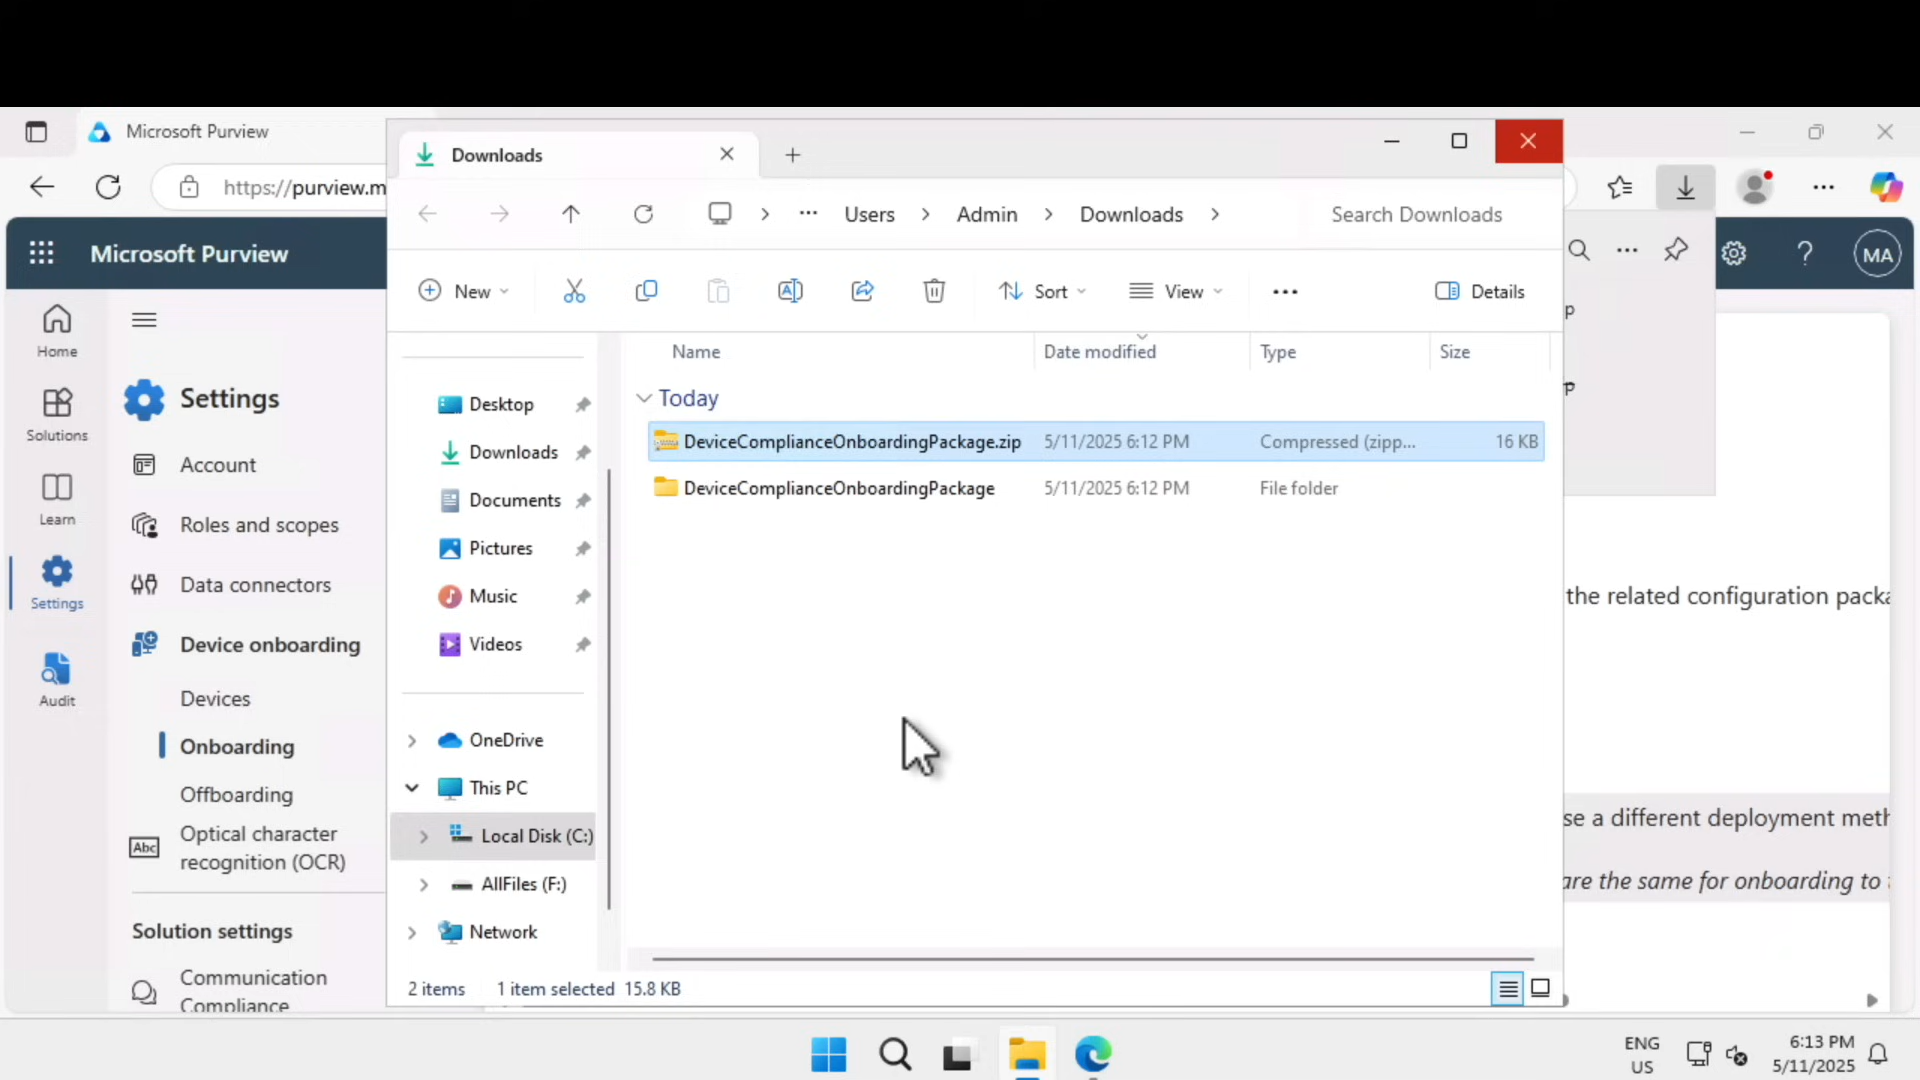 Microsoft Purview
https://purview.m
Microsoft Purview
MA
Home
Solutions
Learn
Settings
Audit
Settings
Account
Roles and scopes
Data connectors
Device onboarding
Devices
Onboarding
Offboarding
Abc
Optical character
recognition (OCR)
Solution settings
Communication
Compliance
Downloads
Users
Admin
Downloads
Search Downloads
New
Sort
View
Details
Desktop
Downloads
Documents
Pictures
Music
Videos
OneDrive
This PC
Local Disk (C:)
AllFiles (F:)
Network
Name Date modified Type Size
Today
DeviceComplianceOnboardingPackage.zip 5/11/2025 6:12 PM Compressed (zipp... 16 KB
DeviceComplianceOnboardingPackage 5/11/2025 6:12 PM File folder
2 items 1 item selected 15.8 KB
p
p
the related configuration packa
se a different deployment meth
are the same for onboarding to
ENG
US
6:13 PM
5/11/2025